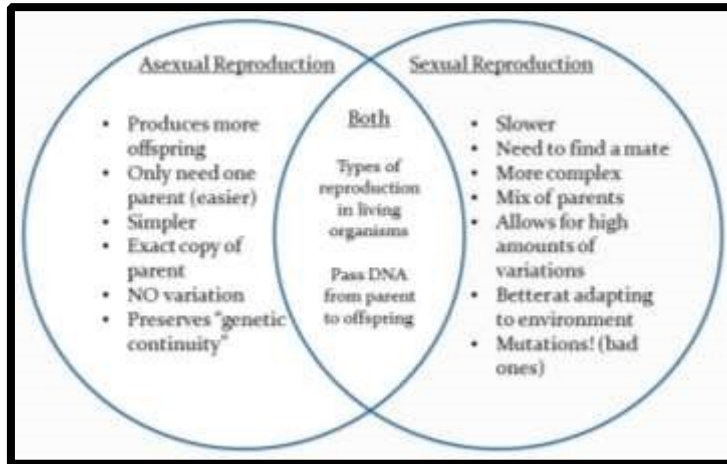 Asexual Reproduction
• Produces more
offspring
• Only need one
parent (easier)
• Simpler
• Exact copy of
parent
• NO variation
• Preserves "genetic
continuity"
Both
Types of
reproduction
in living
organisms
Pass DNA
from parent
to offspring
Sexual Reproduction
• Slower
• Need to find a mate
• More complex
• Mix of parents
• Allows for high
amounts of
variations
• Better at adapting
to environment
• Mutations! (bad
ones)